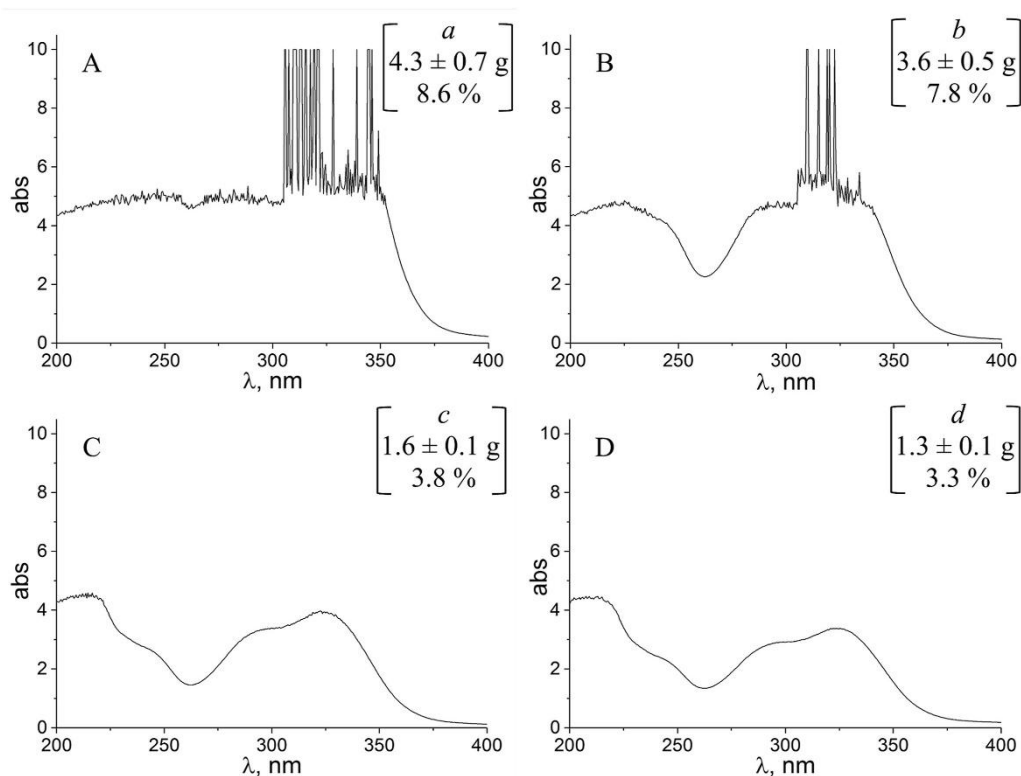 A
a
4.3 ± 0.7 g
8.6 %
abs
10
8
6
4
2
0
200 250 300 350 400
λ, nm
B
b
3.6 ± 0.5 g
7.8 %
abs
10
8
6
4
2
0
200 250 300 350 400
λ, nm
C
c
1.6 ± 0.1 g
3.8 %
abs
10
8
6
4
2
0
200 250 300 350 400
λ, nm
D
d
1.3 ± 0.1 g
3.3 %
abs
10
8
6
4
2
0
200 250 300 350 400
λ, nm